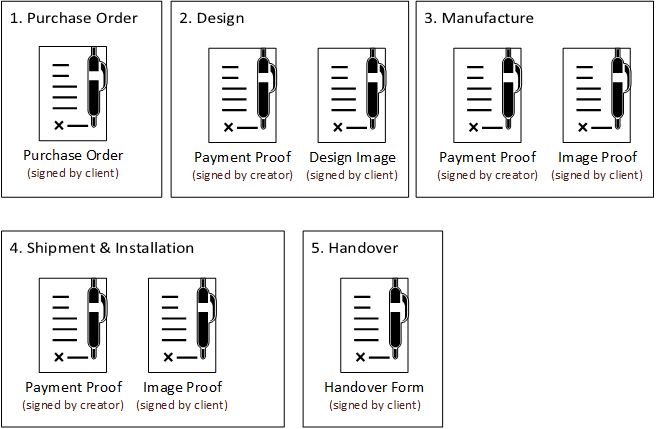 1. Purchase Order
Purchase Order
(signed by client)
2. Design
Payment Proof
(signed by creator)
Design Image
(signed by client)
3. Manufacture
Payment Proof
(signed by creator)
Image Proof
(signed by client)
4. Shipment & Installation
Payment Proof
(signed by creator)
Image Proof
(signed by client)
5. Handover
Handover Form
(signed by client)